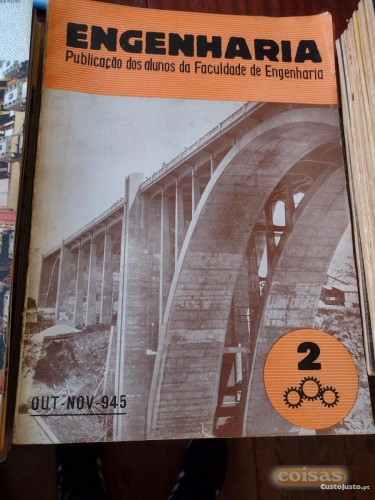 ENGENHARIA
Publicação dos alunos da Faculdade de Engenharia
2
OUT-NOV-945
coisas
CustoJusto.pt